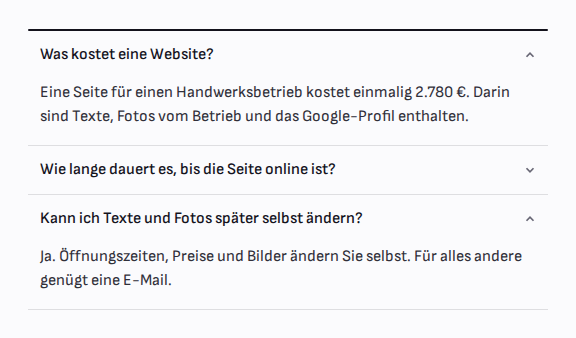 Was kostet eine Website?
Eine Seite für einen Handwerksbetrieb kostet einmalig 2.780 €. Darin
sind Texte, Fotos vom Betrieb und das Google-Profil enthalten.
Wie lange dauert es, bis die Seite online ist?
Kann ich Texte und Fotos später selbst ändern?
Ja. Öffnungszeiten, Preise und Bilder ändern Sie selbst. Für alles andere
genügt eine E-Mail.